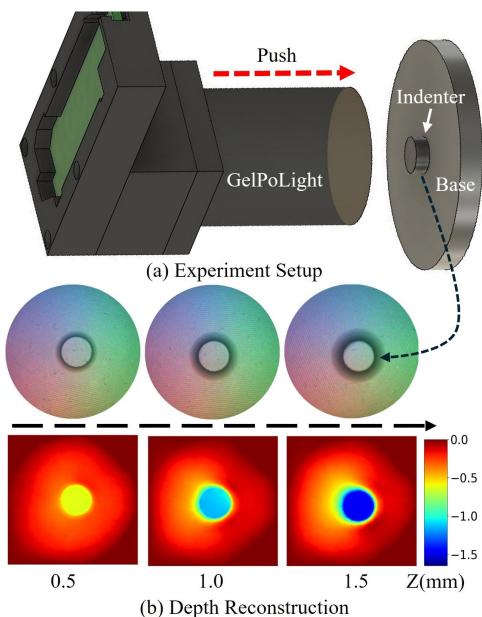 Push
Indenter
GelPoLight
Base
(a) Experiment Setup
0.0
-0.5
-1.0
-1.5
0.5 1.0 1.5 Z(mm)
(b) Depth Reconstruction